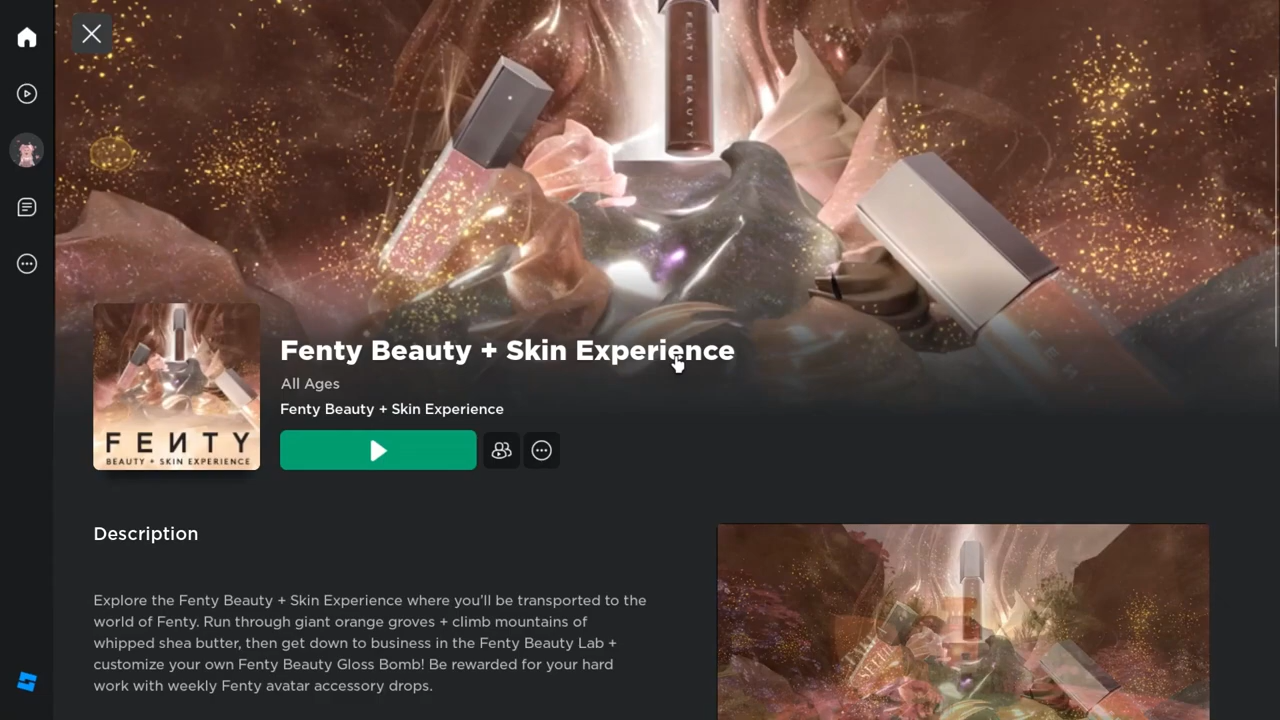 FENTY BEAUTY
Fenty Beauty + Skin Experience
All Ages
Fenty Beauty + Skin Experience
FENTY
BEAUTY + SKIN EXPERIENCE
Description
Explore the Fenty Beauty + Skin Experience where you'll be transported to the
world of Fenty. Run through giant orange groves + climb mountains of
whipped shea butter, then get down to business in the Fenty Beauty Lab +
customize your own Fenty Beauty Gloss Bomb! Be rewarded for your hard
work with weekly Fenty avatar accessory drops.